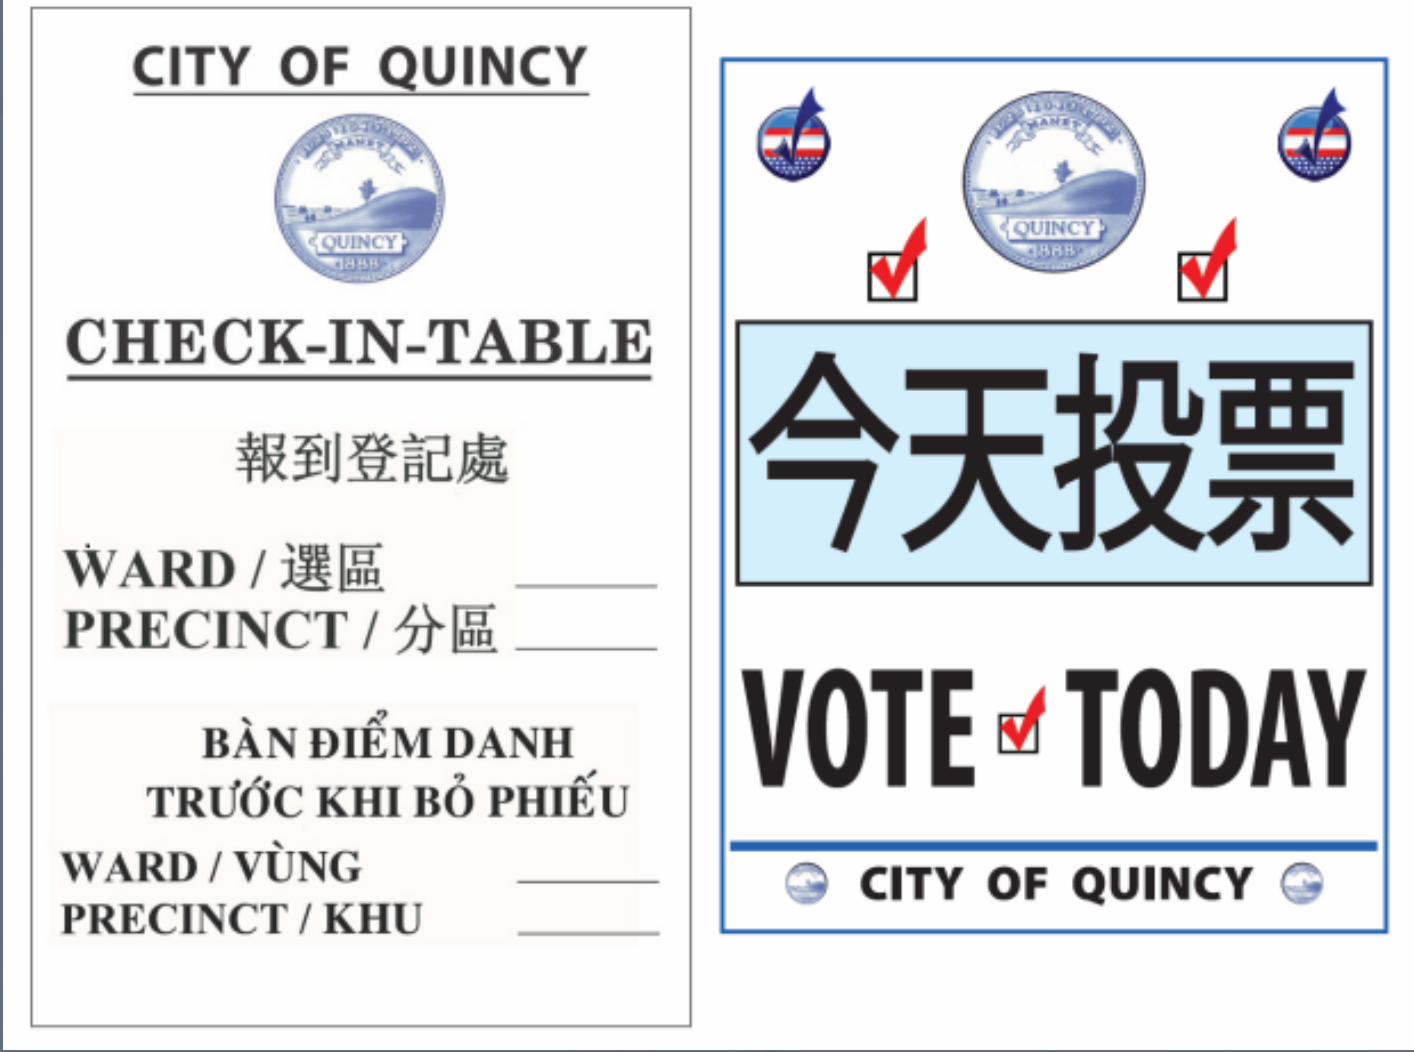 CITY OF QUINCY
MANET
QUINCY
1888
CHECK-IN-TABLE
報到登記處
WARD / 選區
PRECINCT / 分區
BÀN ĐIỂM DANH
TRƯỚC KHI BỎ PHIẾU
WARD / VÙNG
PRECINCT / KHU
MANET
QUINCY
1888
今天投票
VOTE TODAY
CITY OF QUINCY